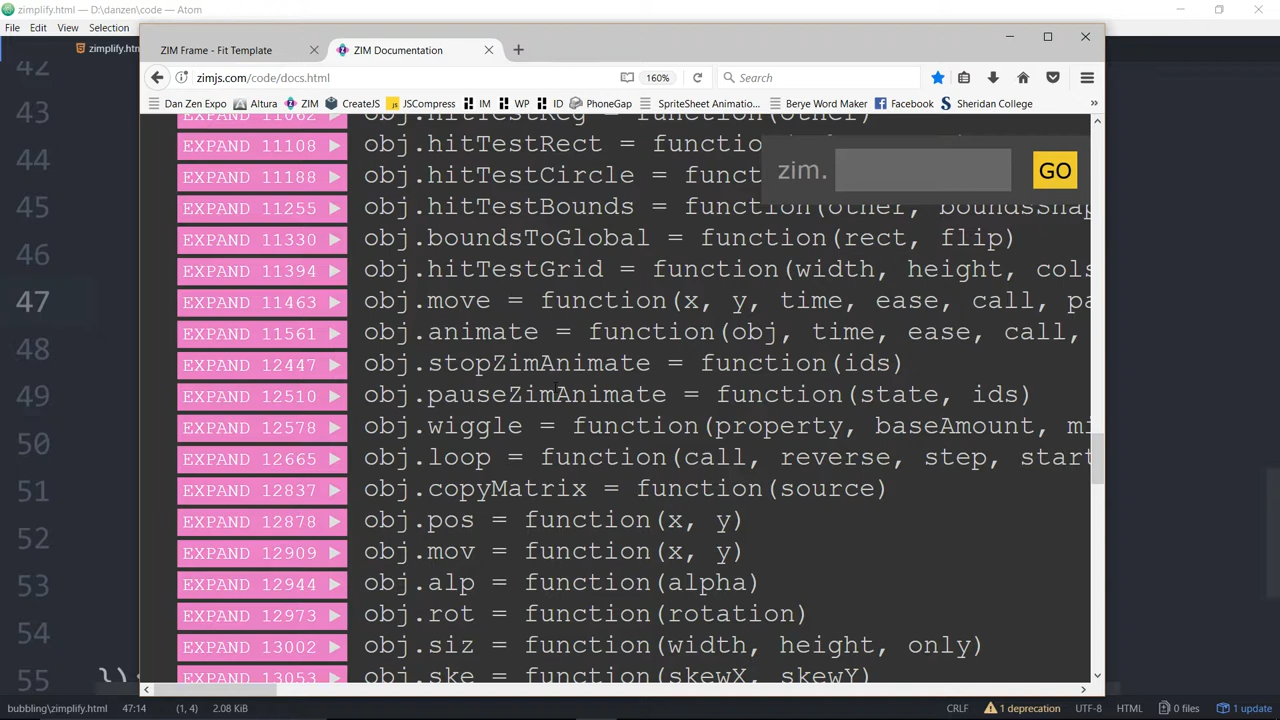 zimplify.html — D:\danzen\code — Atom
File Edit View Selection
zimplify.htm
ZIM Frame - Fit Template
ZIM Documentation
zimjs.com/code/docs.html
160%
Search
Dan Zen Expo Altura ZIM CreateJS JSCompress IM WP ID PhoneGap SpriteSheet Animatio... Berye Word Maker Facebook Sheridan College
42
43
44
45
46
47
48
49
50
51
52
53
54
55
zim.
GO
EXPAND 11062 obj.hitTestReg = function(other)
EXPAND 11108 obj.hitTestRect = functio
EXPAND 11188 obj.hitTestCircle = funct
EXPAND 11255 obj.hitTestBounds = function(other, boundsShap
EXPAND 11330 obj.boundsToGlobal = function(rect, flip)
EXPAND 11394 obj.hitTestGrid = function(width, height, cols
EXPAND 11463 obj.move = function(x, y, time, ease, call, pa
EXPAND 11561 obj.animate = function(obj, time, ease, call,
EXPAND 12447 obj.stopZimAnimate = function(ids)
EXPAND 12510 obj.pauseZimAnimate = function(state, ids)
EXPAND 12578 obj.wiggle = function(property, baseAmount, mi
EXPAND 12665 obj.loop = function(call, reverse, step, start
EXPAND 12837 obj.copyMatrix = function(source)
EXPAND 12878 obj.pos = function(x, y)
EXPAND 12909 obj.mov = function(x, y)
EXPAND 12944 obj.alp = function(alpha)
EXPAND 12973 obj.rot = function(rotation)
EXPAND 13002 obj.siz = function(width, height, only)
EXPAND 13053 obj.ske = function(skewX, skewY)
});
bubbling\zimplify.html 47:14 (1, 4) 2.08 KiB CRLF 1 deprecation UTF-8 HTML 0 files 1 update